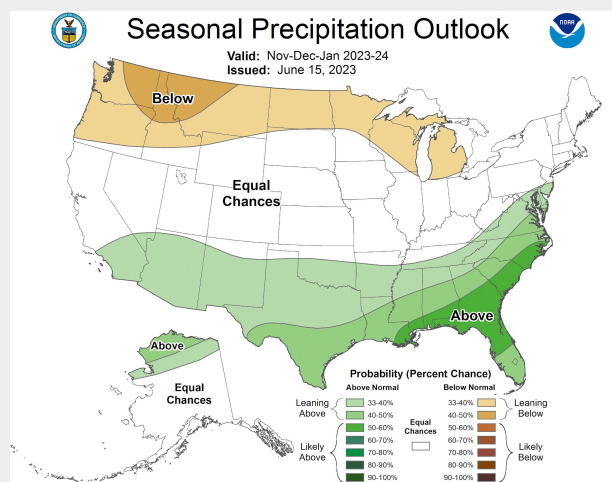 Seasonal Precipitation Outlook
NOAA
Valid: Nov-Dec-Jan 2023-24
Issued: June 15, 2023
Below
Equal
Chances
Above
Above
Equal
Chances
Probability (Percent Chance)
Above Normal
Below Normal
Leaning
Above
33-40%
40-50%
50-60%
60-70%
70-80%
80-90%
90-100%
Likely
Above
Equal
Chances
33-40%
40-50%
50-60%
60-70%
70-80%
80-90%
90-100%
Leaning
Below
Likely
Below